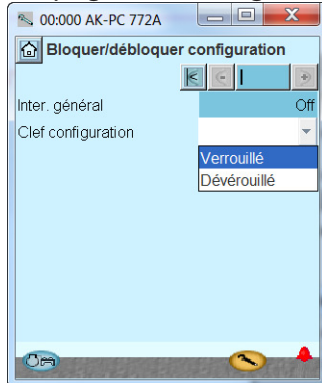 00:000 AK-PC 772A
Bloquer/débloquer configuration
Inter. général Off
Clef configuration
Verrouillé
Dévérouillé